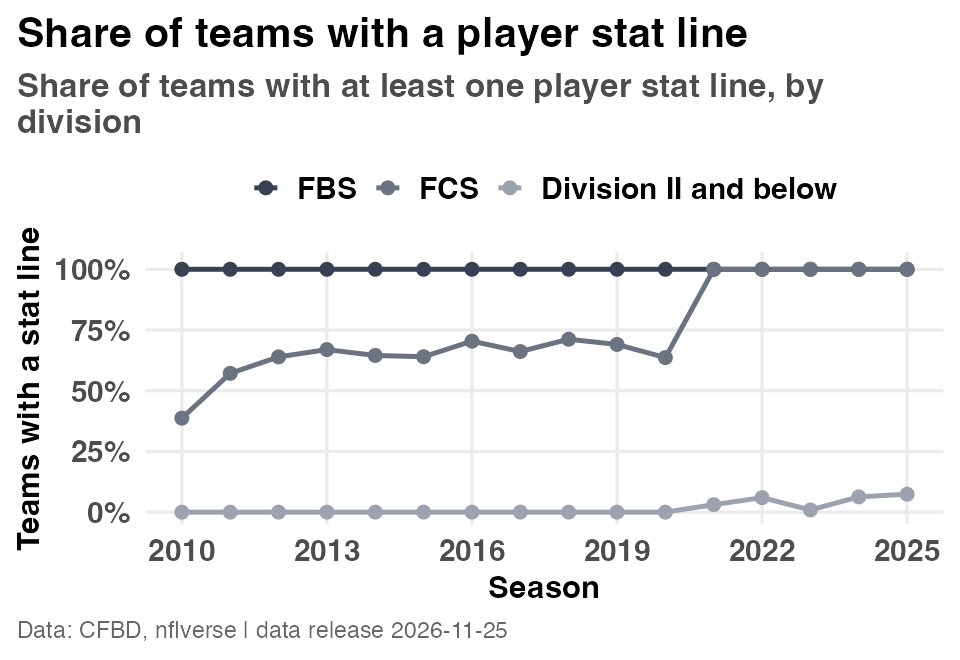 Share of teams with a player stat line
Share of teams with at least one player stat line, by
division
FBS FCS Division II and below
Teams with a stat line
100%
75%
50%
25%
0%
2010 2013 2016 2019 2022 2025
Season
Data: CFBD, nflverse | data release 2026-11-25